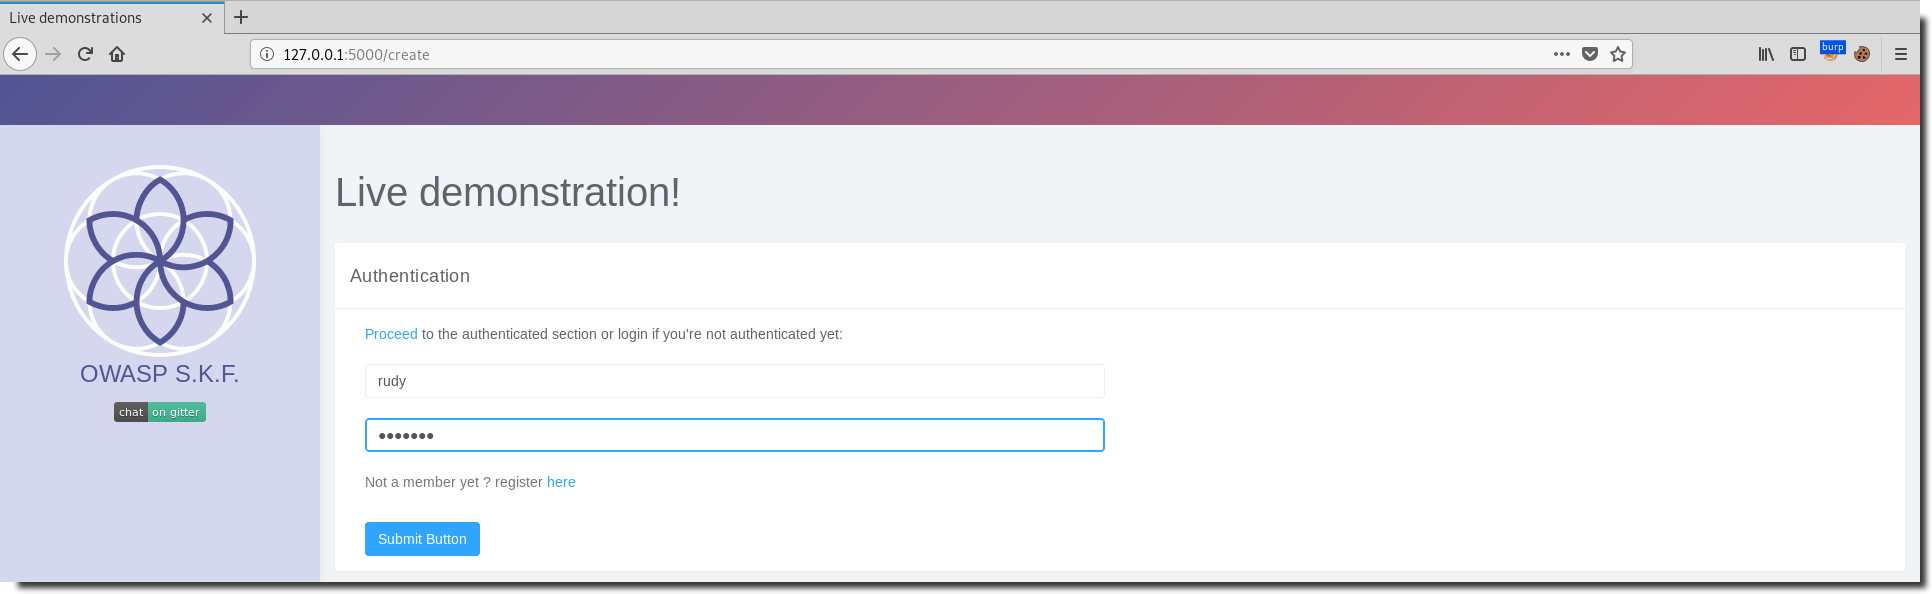 Live demonstrations
127.0.0.1:5000/create
burp
Live demonstration!
OWASP S.K.F.
chat on gitter
Authentication
Proceed to the authenticated section or login if you're not authenticated yet:
rudy
•••••••
Not a member yet ? register here
Submit Button